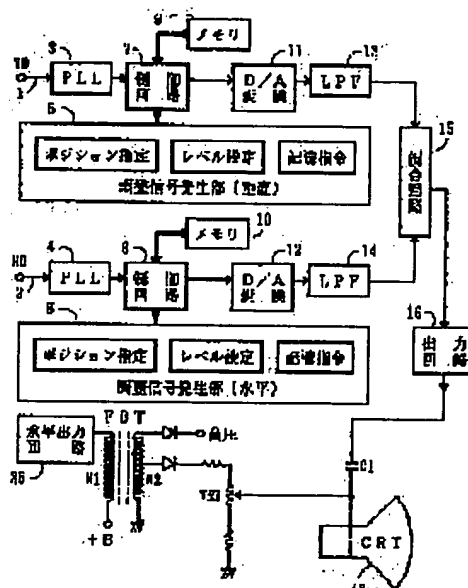 9
メモリ
VD
3
7
11
13
PLL
制御回路
D/A変換
LPF
1
5
15
ポジション指定
レベル設定
記憶指令
調整信号発生部(垂直)
混合回路
10
メモリ
HD
4
8
12
14
PLL
制御回路
D/A変換
LPF
2
6
16
ポジション指定
レベル設定
記憶指令
出力回路
調整信号発生部(水平)
水平出力回路
FBT
高圧
N1
N2
C1
+B
CRT